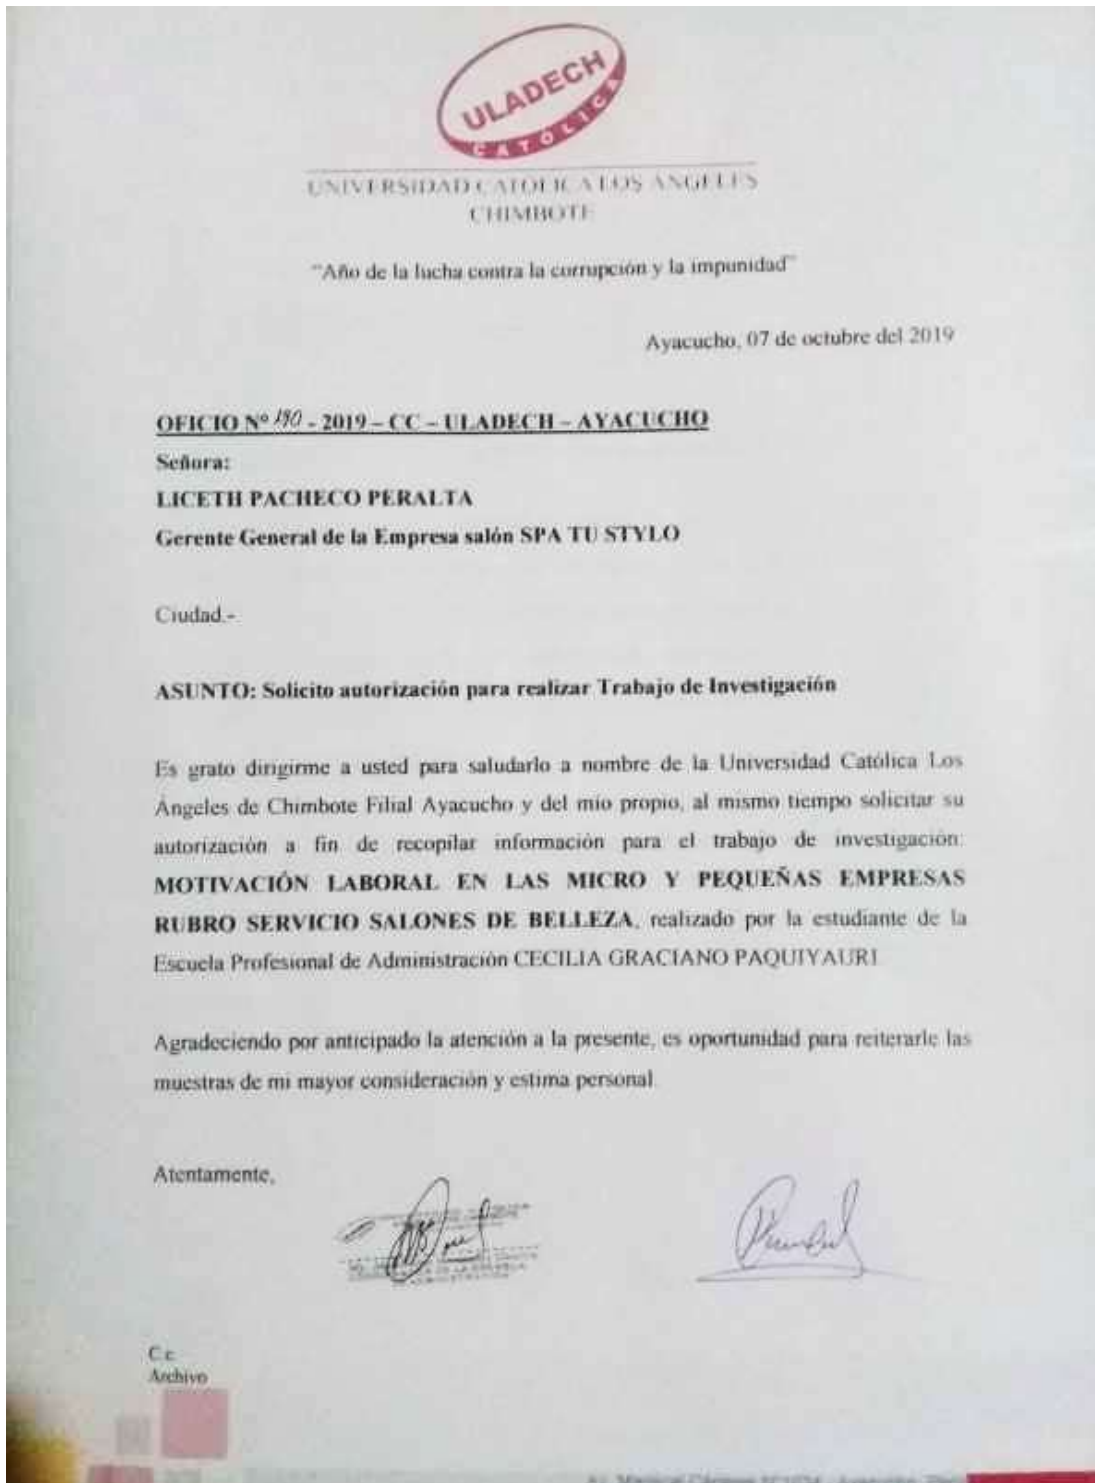 ULADECH
CATÓLICA
UNIVERSIDAD CATÓLICA LOS ÁNGELES
CHIMBOTE
"Año de la lucha contra la corrupción y la impunidad"
Ayacucho, 07 de octubre del 2019
OFICIO Nº 180 - 2019 – CC – ULADECH – AYACUCHO
Señora:
LICETH PACHECO PERALTA
Gerente General de la Empresa salón SPA TU STYLO
Ciudad.-
ASUNTO: Solicito autorización para realizar Trabajo de Investigación
Es grato dirigirme a usted para saludarlo a nombre de la Universidad Católica Los
Ángeles de Chimbote Filial Ayacucho y del mío propio, al mismo tiempo solicitar su
autorización a fin de recopilar información para el trabajo de investigación:
MOTIVACIÓN LABORAL EN LAS MICRO Y PEQUEÑAS EMPRESAS
RUBRO SERVICIO SALONES DE BELLEZA, realizado por la estudiante de la
Escuela Profesional de Administración CECILIA GRACIANO PAQUIYAURI
Agradeciendo por anticipado la atención a la presente, es oportunidad para reiterarle las
muestras de mi mayor consideración y estima personal.
Atentamente,
C.c
Archivo